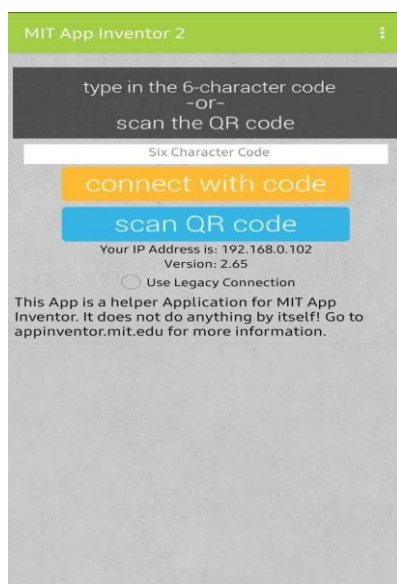 MIT App Inventor 2
type in the 6-character code
-or-
scan the QR code
Six Character Code
connect with code
scan QR code
Your IP Address is: 192.168.0.102
Version: 2.65
Use Legacy Connection
This App is a helper Application for MIT App
Inventor. It does not do anything by itself! Go to
appinventor.mit.edu for more information.